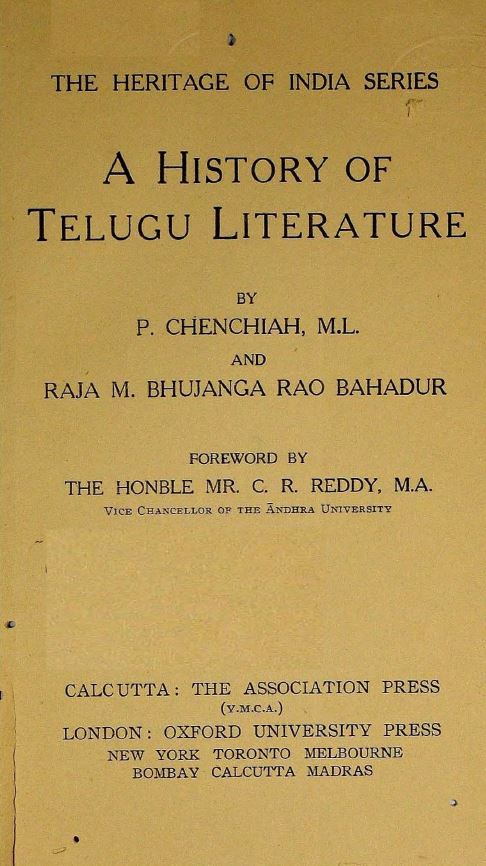 THE HERITAGE OF INDIA SERIES
A HISTORY OF
TELUGU LITERATURE
BY
P. CHENCHIAH, M.L.
AND
RAJA M. BHUJANGA RAO BAHADUR
FOREWORD BY
THE HONBLE MR. C. R. REDDY, M.A.
VICE CHANCELLOR OF THE ĀNDHRA UNIVERSITY
CALCUTTA: THE ASSOCIATION PRESS
(Y.M.C.A.)
LONDON: OXFORD UNIVERSITY PRESS
NEW YORK TORONTO MELBOURNE
BOMBAY CALCUTTA MADRAS